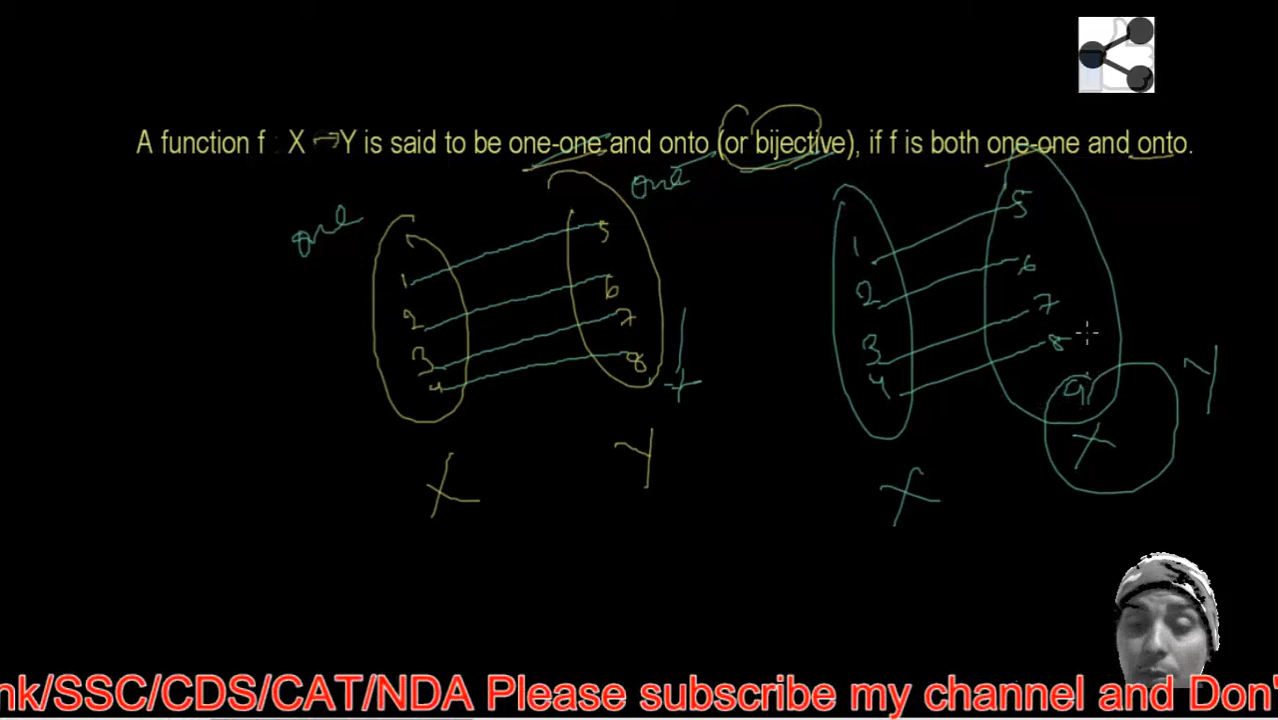 A function f : X → Y is said to be one-one and onto (or bijective), if f is both one-one and onto.
one
one
1 5
2 6
3 7
4 8
X
Y
1 5
2 6
3 7
4 8
9
X
Y
nk/SSC/CDS/CAT/NDA Please subscribe my channel and Don'